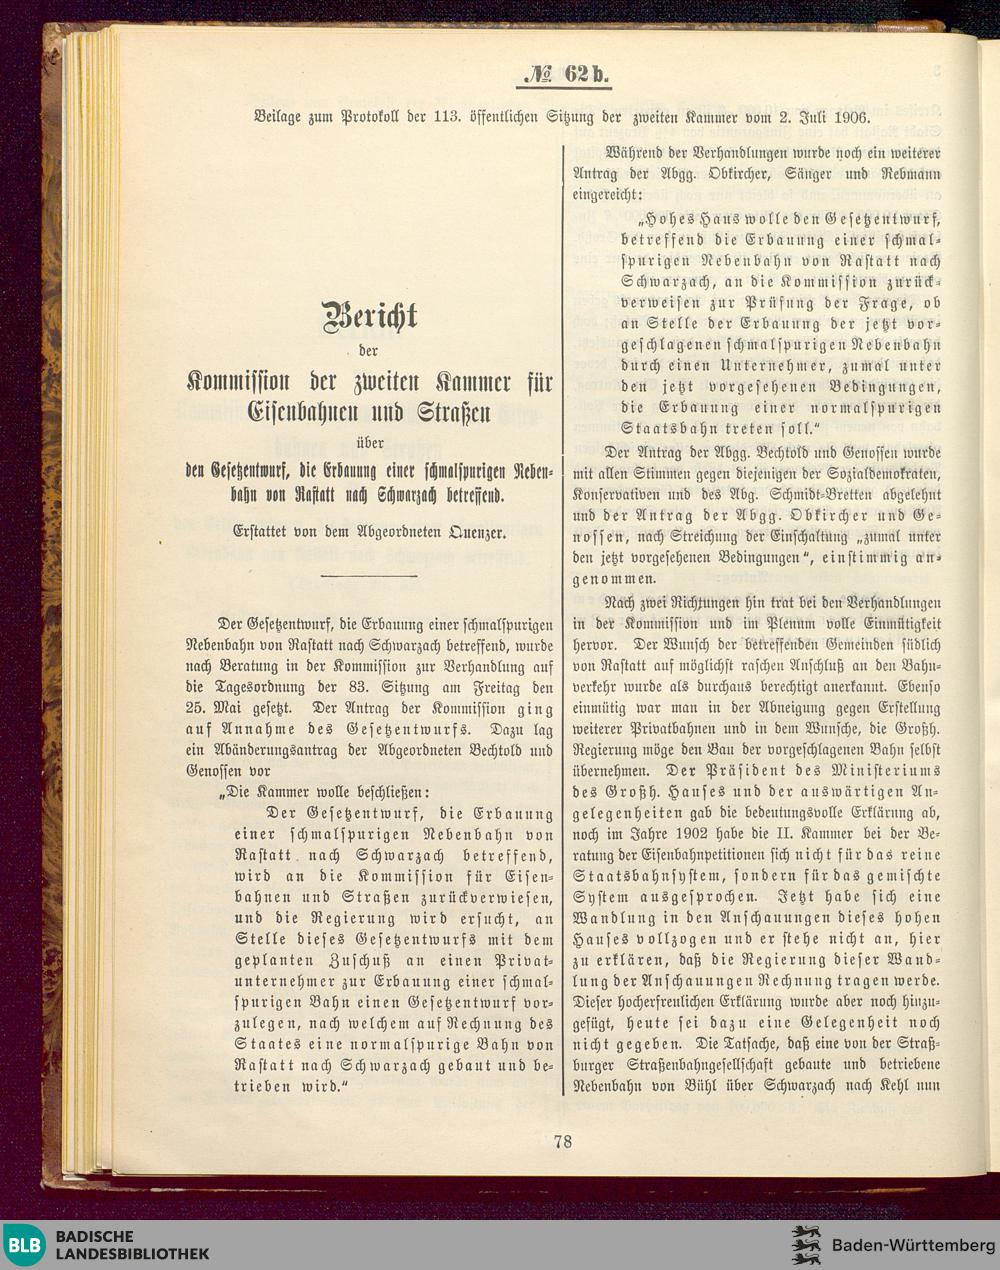 № 62b.
Beilage zum Protokoll der 113. öffentlichen Sitzung der zweiten Kammer vom 2. Juli 1906.
Bericht
der
Kommission der zweiten Kammer für
Eisenbahnen und Straßen
über
den Gesetzentwurf, die Erbauung einer schmalspurigen Neben-
bahn von Rastatt nach Schwarzach betreffend.
Erstattet von dem Abgeordneten Quenzer.
Der Gesetzentwurf, die Erbauung einer schmalspurigen
Nebenbahn von Rastatt nach Schwarzach betreffend, wurde
nach Beratung in der Kommission zur Verhandlung auf
die Tagesordnung der 83. Sitzung am Freitag den
25. Mai gesetzt. Der Antrag der Kommission ging
auf Annahme des Gesetzentwurfs. Dazu lag
ein Abänderungsantrag der Abgeordneten Bechtold und
Genossen vor
„Die Kammer wolle beschließen:
Der Gesetzentwurf, die Erbauung
einer schmalspurigen Nebenbahn von
Rastatt nach Schwarzach betreffend,
wird an die Kommission für Eisen-
bahnen und Straßen zurückverwiesen,
und die Regierung wird ersucht, an
Stelle dieses Gesetzentwurfs mit dem
geplanten Zuschuß an einen Privat-
unternehmer zur Erbauung einer schmal-
spurigen Bahn einen Gesetzentwurf vor-
zulegen, nach welchem auf Rechnung des
Staates eine normalspurige Bahn von
Rastatt nach Schwarzach gebaut und be-
trieben wird.“
Während der Verhandlungen wurde noch ein weiterer
Antrag der Abgg. Obkircher, Sänger und Rebmann
eingereicht:
„Hohes Haus wolle den Gesetzentwurf,
betreffend die Erbauung einer schmal-
spurigen Nebenbahn von Rastatt nach
Schwarzach, an die Kommission zurück-
verweisen zur Prüfung der Frage, ob
an Stelle der Erbauung der jetzt vor-
geschlagenen schmalspurigen Nebenbahn
durch einen Unternehmer, zumal unter
den jetzt vorgesehenen Bedingungen,
die Erbauung einer normalspurigen
Staatsbahn treten soll.“
Der Antrag der Abgg. Bechtold und Genossen wurde
mit allen Stimmen gegen diejenigen der Sozialdemokraten,
Konservativen und des Abg. Schmidt-Bretten abgelehnt
und der Antrag der Abgg. Obkircher und Ge-
nossen, nach Streichung der Einschaltung „zumal unter
den jetzt vorgesehenen Bedingungen“, einstimmig an-
genommen.
Nach zwei Richtungen hin trat bei den Verhandlungen
in der Kommission und im Plenum volle Einmütigkeit
hervor. Der Wunsch der betreffenden Gemeinden südlich
von Rastatt auf möglichst raschen Anschluß an den Bahn-
verkehr wurde als durchaus berechtigt anerkannt. Ebenso
einmütig war man in der Abneigung gegen Erstellung
weiterer Privatbahnen und in dem Wunsche, die Großh.
Regierung möge den Bau der vorgeschlagenen Bahn selbst
übernehmen. Der Präsident des Ministeriums
des Großh. Hauses und der auswärtigen An-
gelegenheiten gab die bedeutungsvolle Erklärung ab,
noch im Jahre 1902 habe die II. Kammer bei der Be-
ratung der Eisenbahnpetitionen sich nicht für das reine
Staatsbahnsystem, sondern für das gemischte
System ausgesprochen. Jetzt habe sich eine
Wandlung in den Anschauungen dieses hohen
Hauses vollzogen und er stehe nicht an, hier
zu erklären, daß die Regierung dieser Wand-
lung der Anschauungen Rechnung tragen werde.
Dieser hocherfreulichen Erklärung wurde aber noch hinzu-
gefügt, heute sei dazu eine Gelegenheit noch
nicht gegeben. Die Tatsache, daß eine von der Straß-
burger Straßenbahngesellschaft gebaute und betriebene
Nebenbahn von Bühl über Schwarzach nach Kehl nun
78
BLB
BADISCHE
LANDESBIBLIOTHEK
Baden-Württemberg